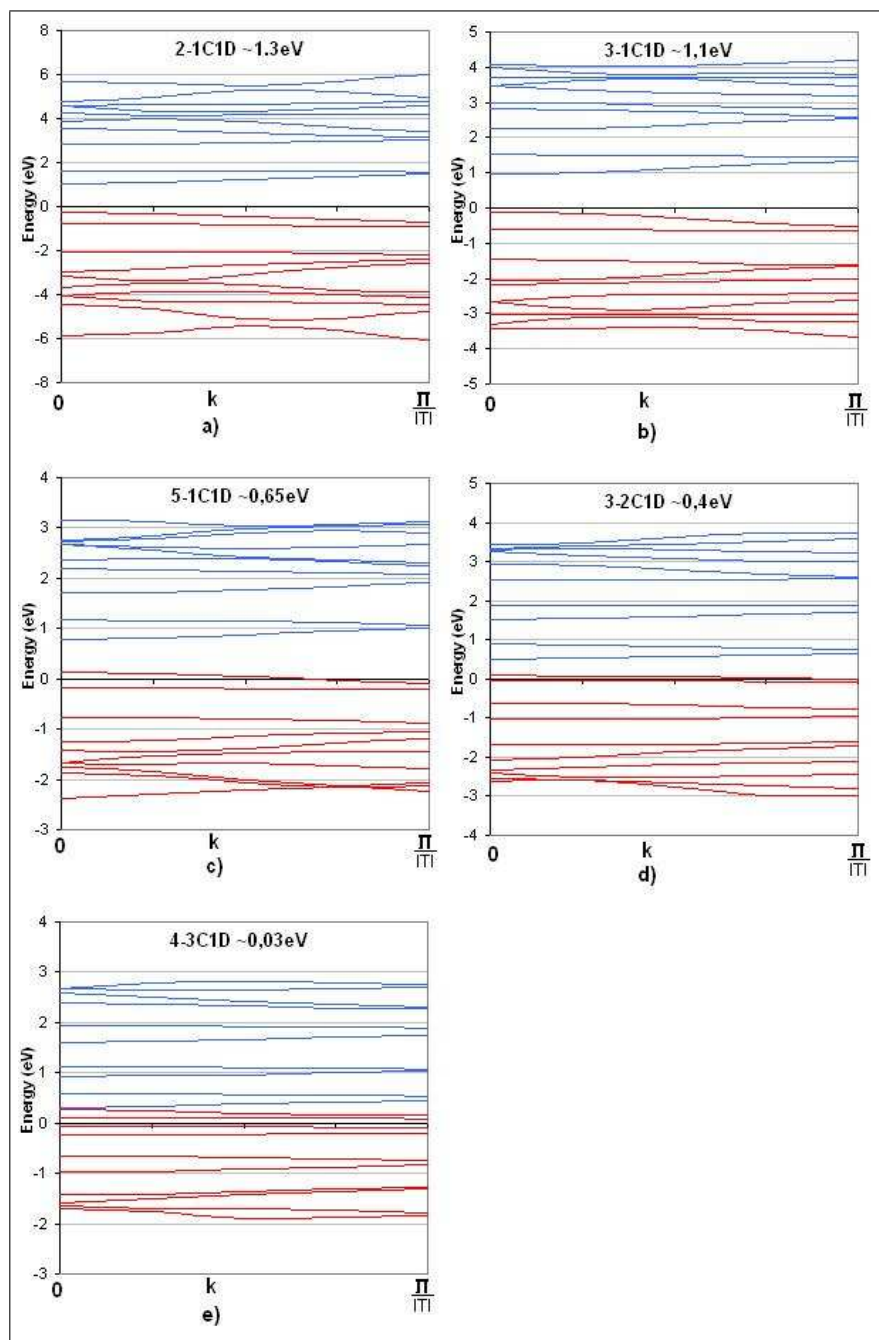 2-1C1D ~1.3eV
8
6
4
2
0
-2
-4
-6
-8
Energy (eV)
0
k
π
|T|
a)
3-1C1D ~1,1eV
5
4
3
2
1
0
-1
-2
-3
-4
-5
Energy (eV)
0
k
π
|T|
b)
5-1C1D ~0,65eV
4
3
2
1
0
-1
-2
-3
Energy (eV)
0
k
π
|T|
c)
3-2C1D ~0,4eV
5
4
3
2
1
0
-1
-2
-3
-4
Energy (eV)
0
k
π
|T|
d)
4-3C1D ~0,03eV
4
3
2
1
0
-1
-2
-3
Energy (eV)
0
k
π
|T|
e)